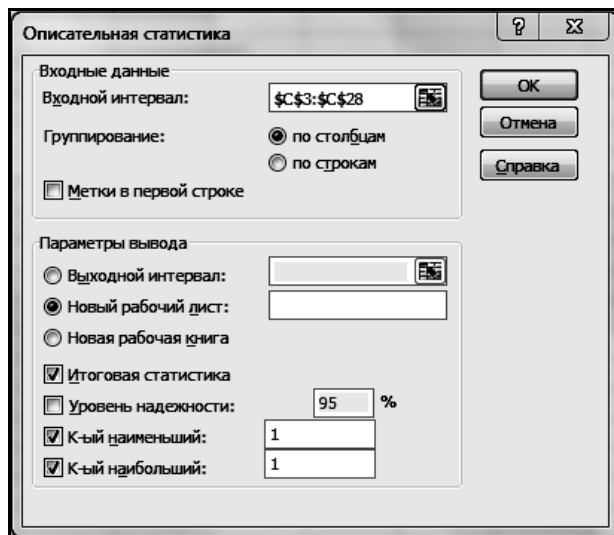 Описательная статистика
Входные данные
Входной интервал: $C$3:$C$28
Группирование: по столбцам
по строкам
Метки в первой строке
ОК
Отмена
Справка
Параметры вывода
Выходной интервал:
Новый рабочий лист:
Новая рабочая книга
Итоговая статистика
Уровень надежности: 95 %
К-ый наименьший: 1
К-ый наибольший: 1